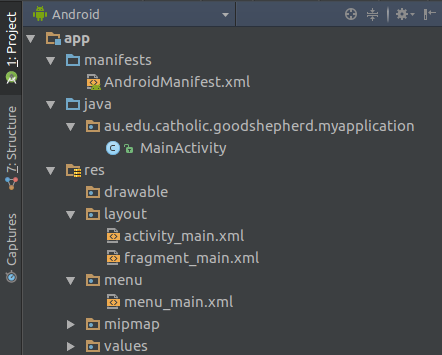 Android
1: Project
7: Structure
Captures
app
manifests
AndroidManifest.xml
java
au.edu.catholic.goodshepherd.myapplication
MainActivity
res
drawable
layout
activity_main.xml
fragment_main.xml
menu
menu_main.xml
mipmap
values